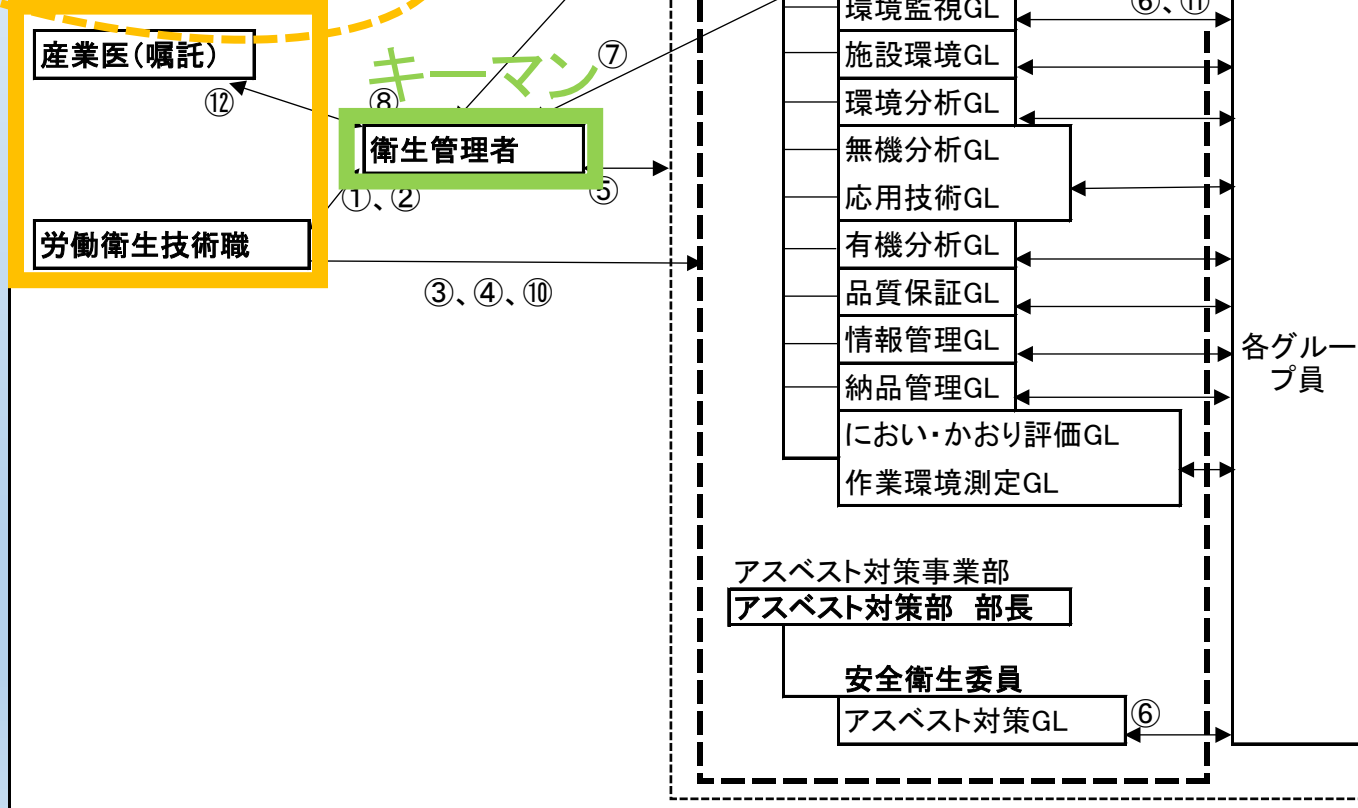 環境監視GL
⑥、⑪
産業医(嘱託)
施設環境GL
キーマン
⑦
⑫
⑧
環境分析GL
衛生管理者
無機分析GL
①、②
⑤
応用技術GL
労働衛生技術職
有機分析GL
③、④、⑩
品質保証GL
情報管理GL
各グルー
プ員
納品管理GL
におい・かおり評価GL
作業環境測定GL
アスベスト対策事業部
アスベスト対策部 部長
安全衛生委員
アスベスト対策GL
⑥